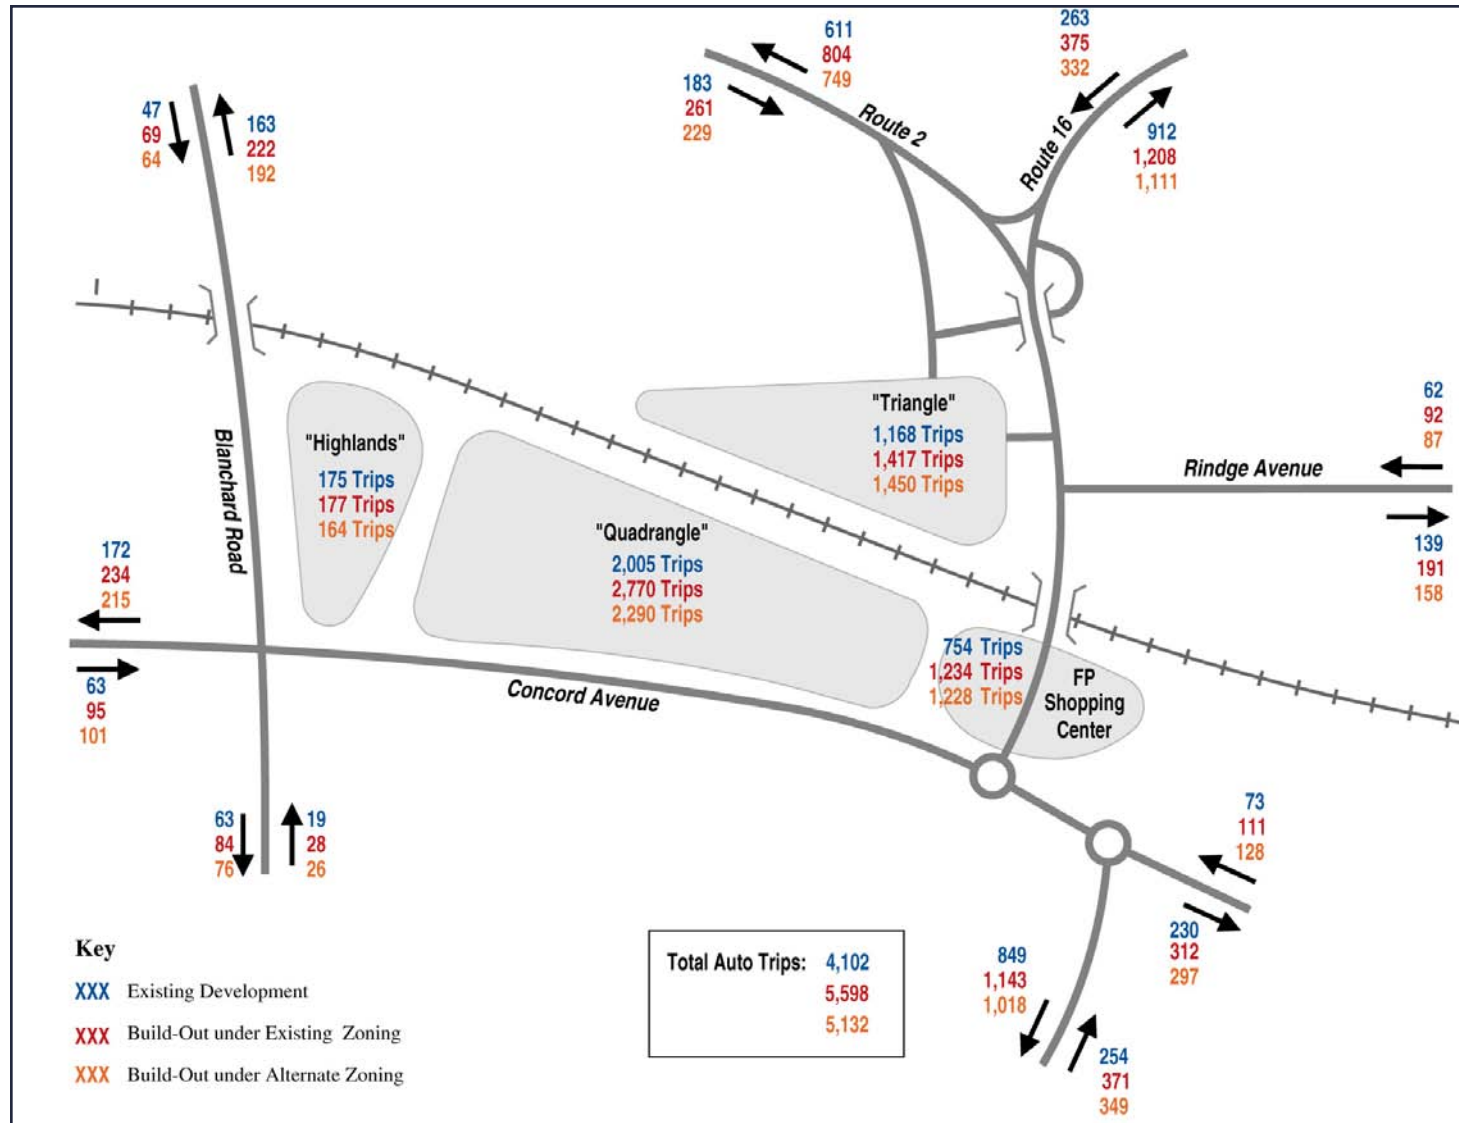 611
804
749
263
375
332
183
261
229
Route 2
Route 16
912
1,208
1,111
47
69
64
163
222
192
"Triangle"
1,168 Trips
1,417 Trips
1,450 Trips
62
92
87
Rindge Avenue
139
191
158
"Highlands"
175 Trips
177 Trips
164 Trips
Blanchard Road
"Quadrangle"
2,005 Trips
2,770 Trips
2,290 Trips
172
234
215
63
95
101
754 Trips
1,234 Trips
1,228 Trips
FP
Shopping
Center
Concord Avenue
63
84
76
19
28
26
73
111
128
230
312
297
849
1,143
1,018
254
371
349
Total Auto Trips: 4,102
5,598
5,132
Key
XXX Existing Development
XXX Build-Out under Existing Zoning
XXX Build-Out under Alternate Zoning